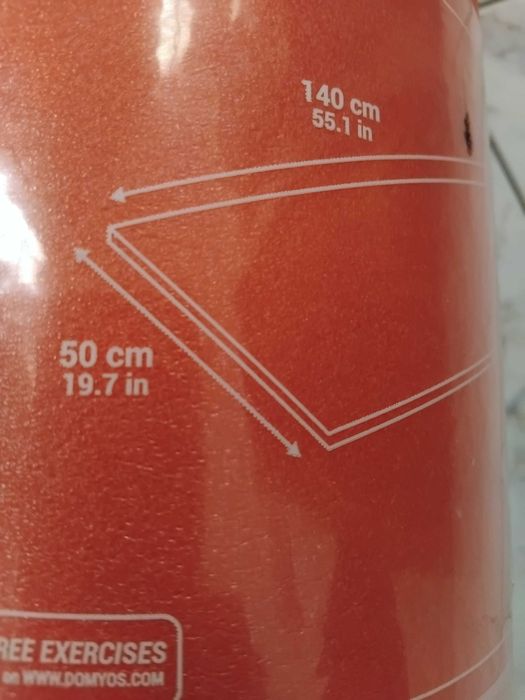 140 cm
55.1 in
50 cm
19.7 in
REE EXERCISES
on WWW.DOMYOS.COM